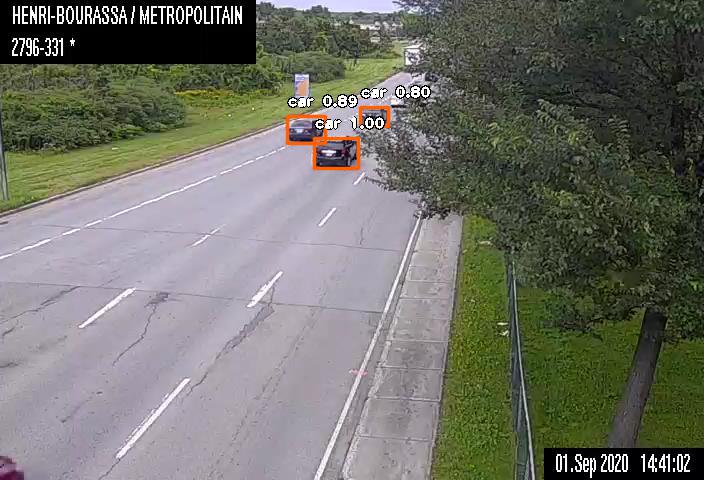 HENRI-BOURASSA / METROPOLITAIN
2796-331 *
car 0.89
car 0.80
car 1.00
01.Sep 2020 14:41:02